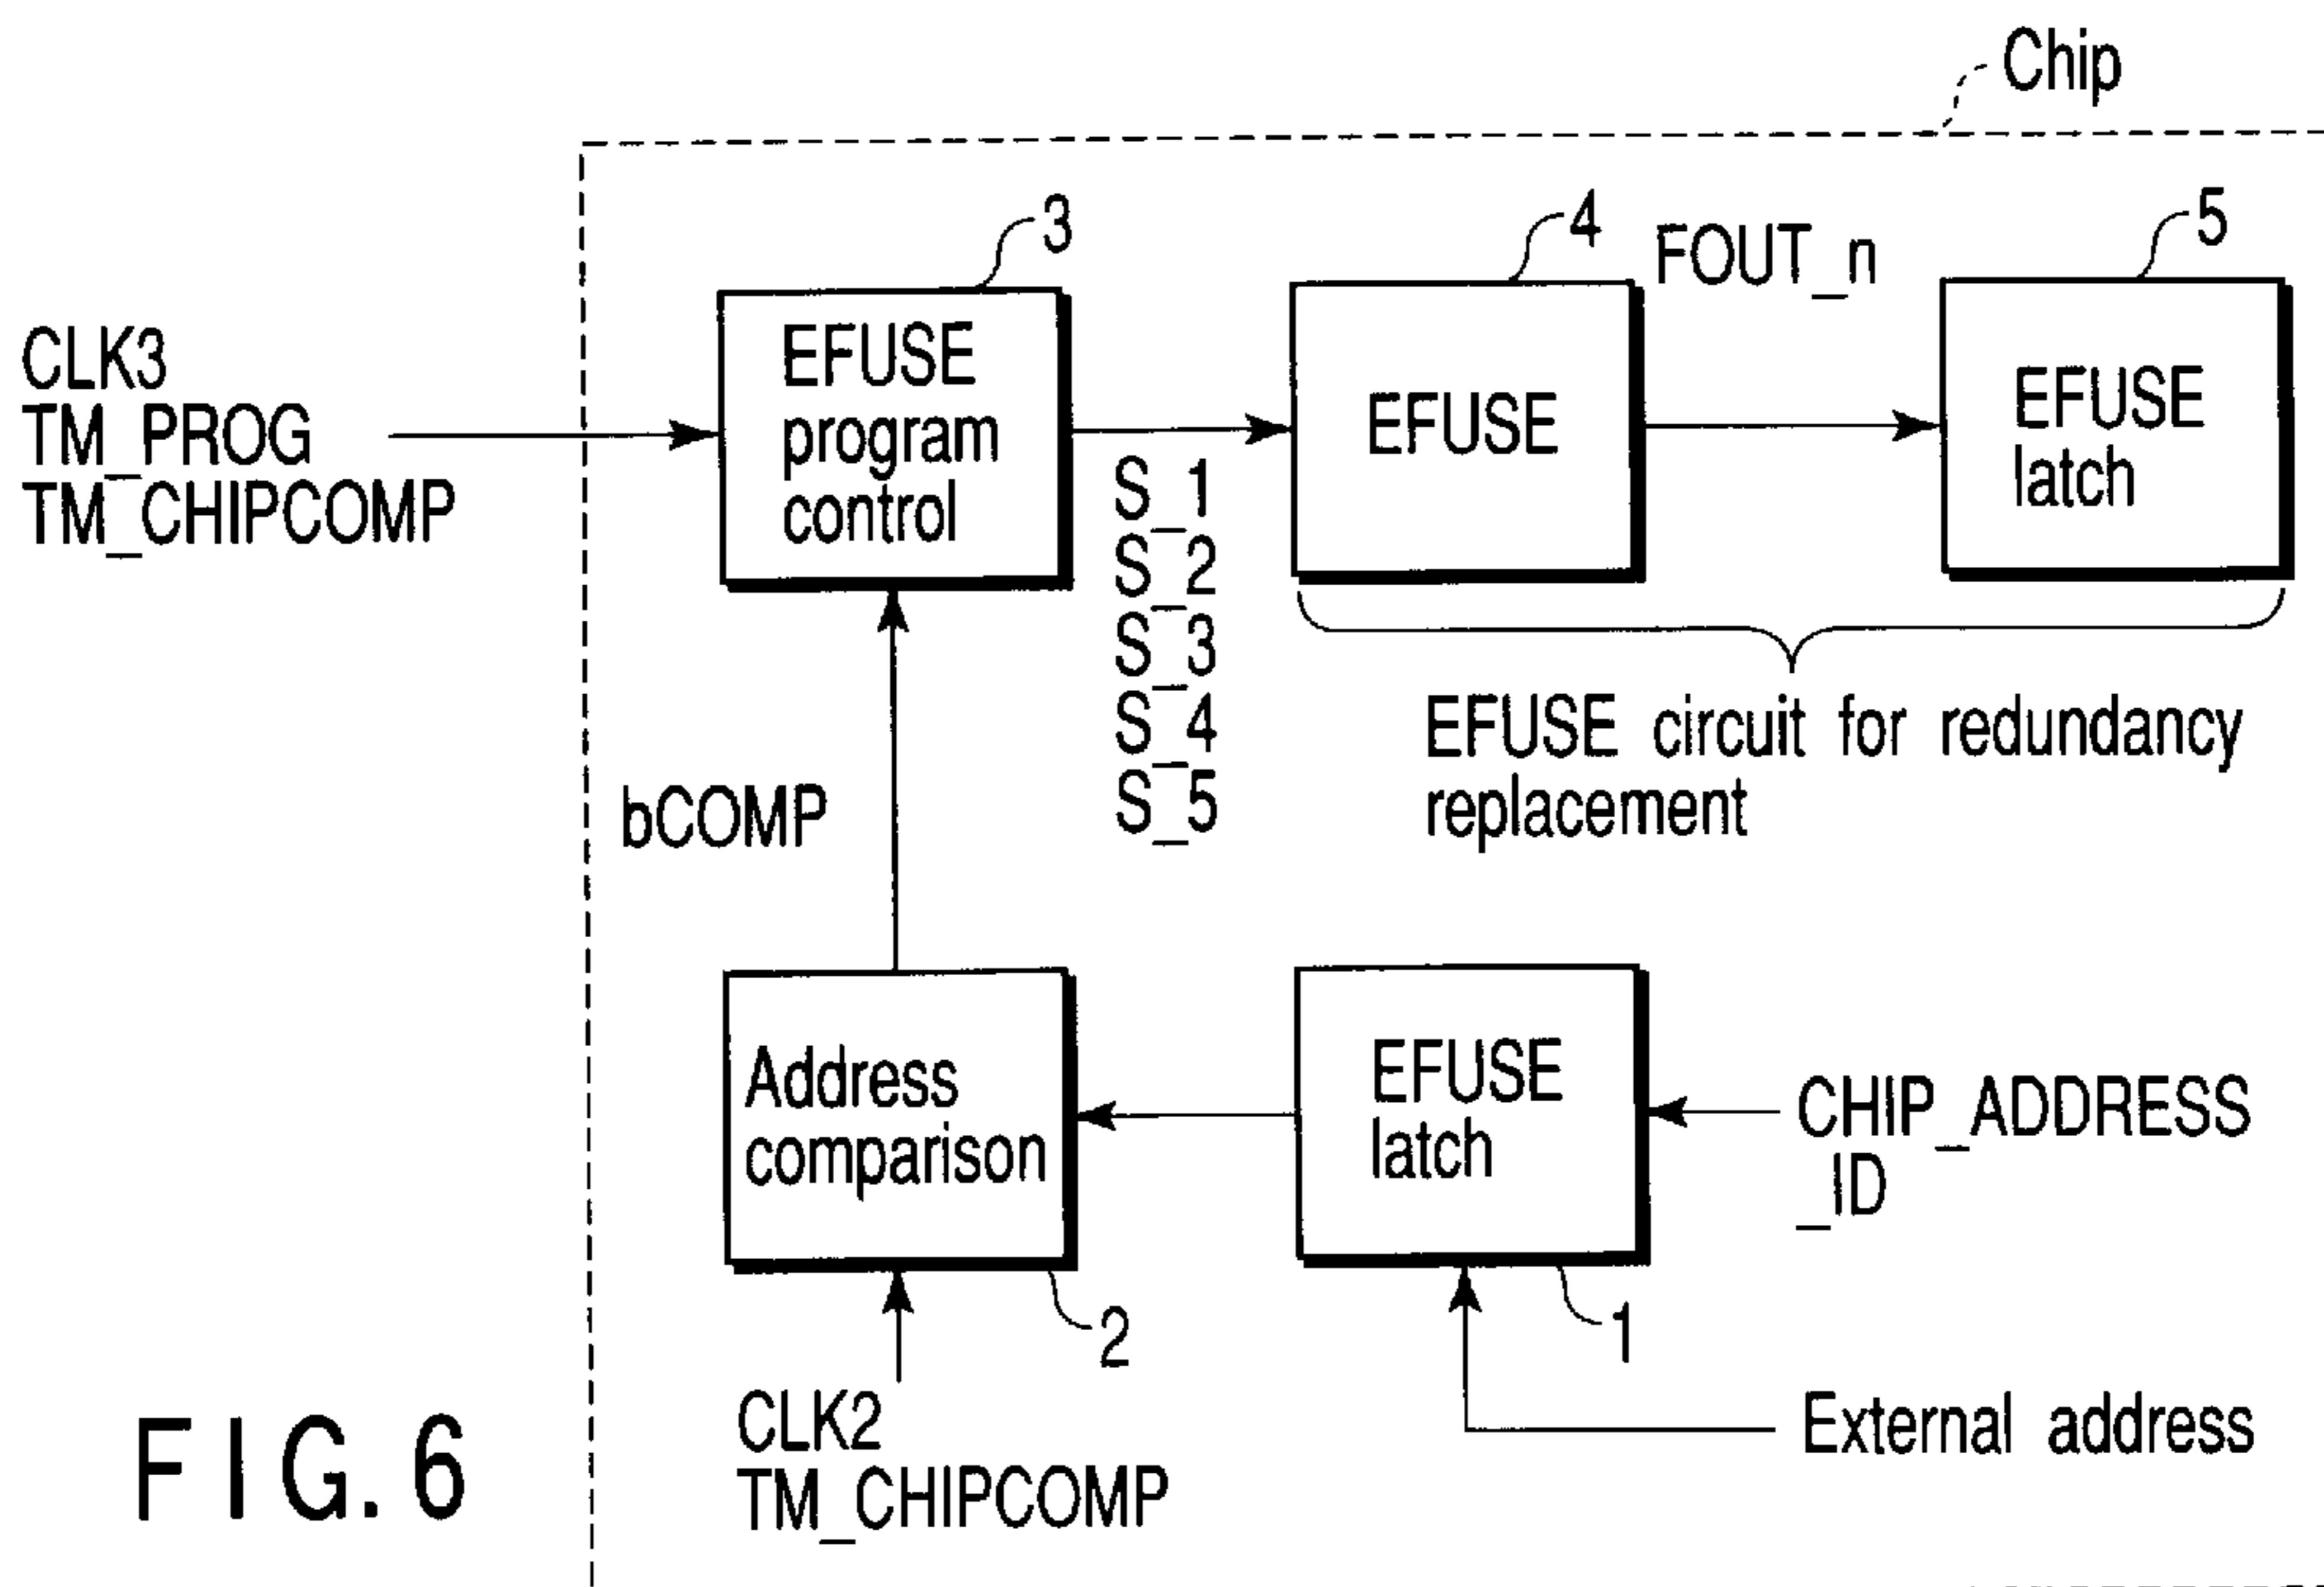 Chip
3
4
FOUT_n
5
CLK3
TM_PROG
TM_CHIPCOMP
EFUSE
program
control
EFUSE
EFUSE
latch
S_1
S_2
S_3
S_4
S_5
EFUSE circuit for redundancy
replacement
bCOMP
Address
comparison
EFUSE
latch
CHIP_ADDRESS
_ID
2
1
CLK2
TM_CHIPCOMP
External address
FIG. 6